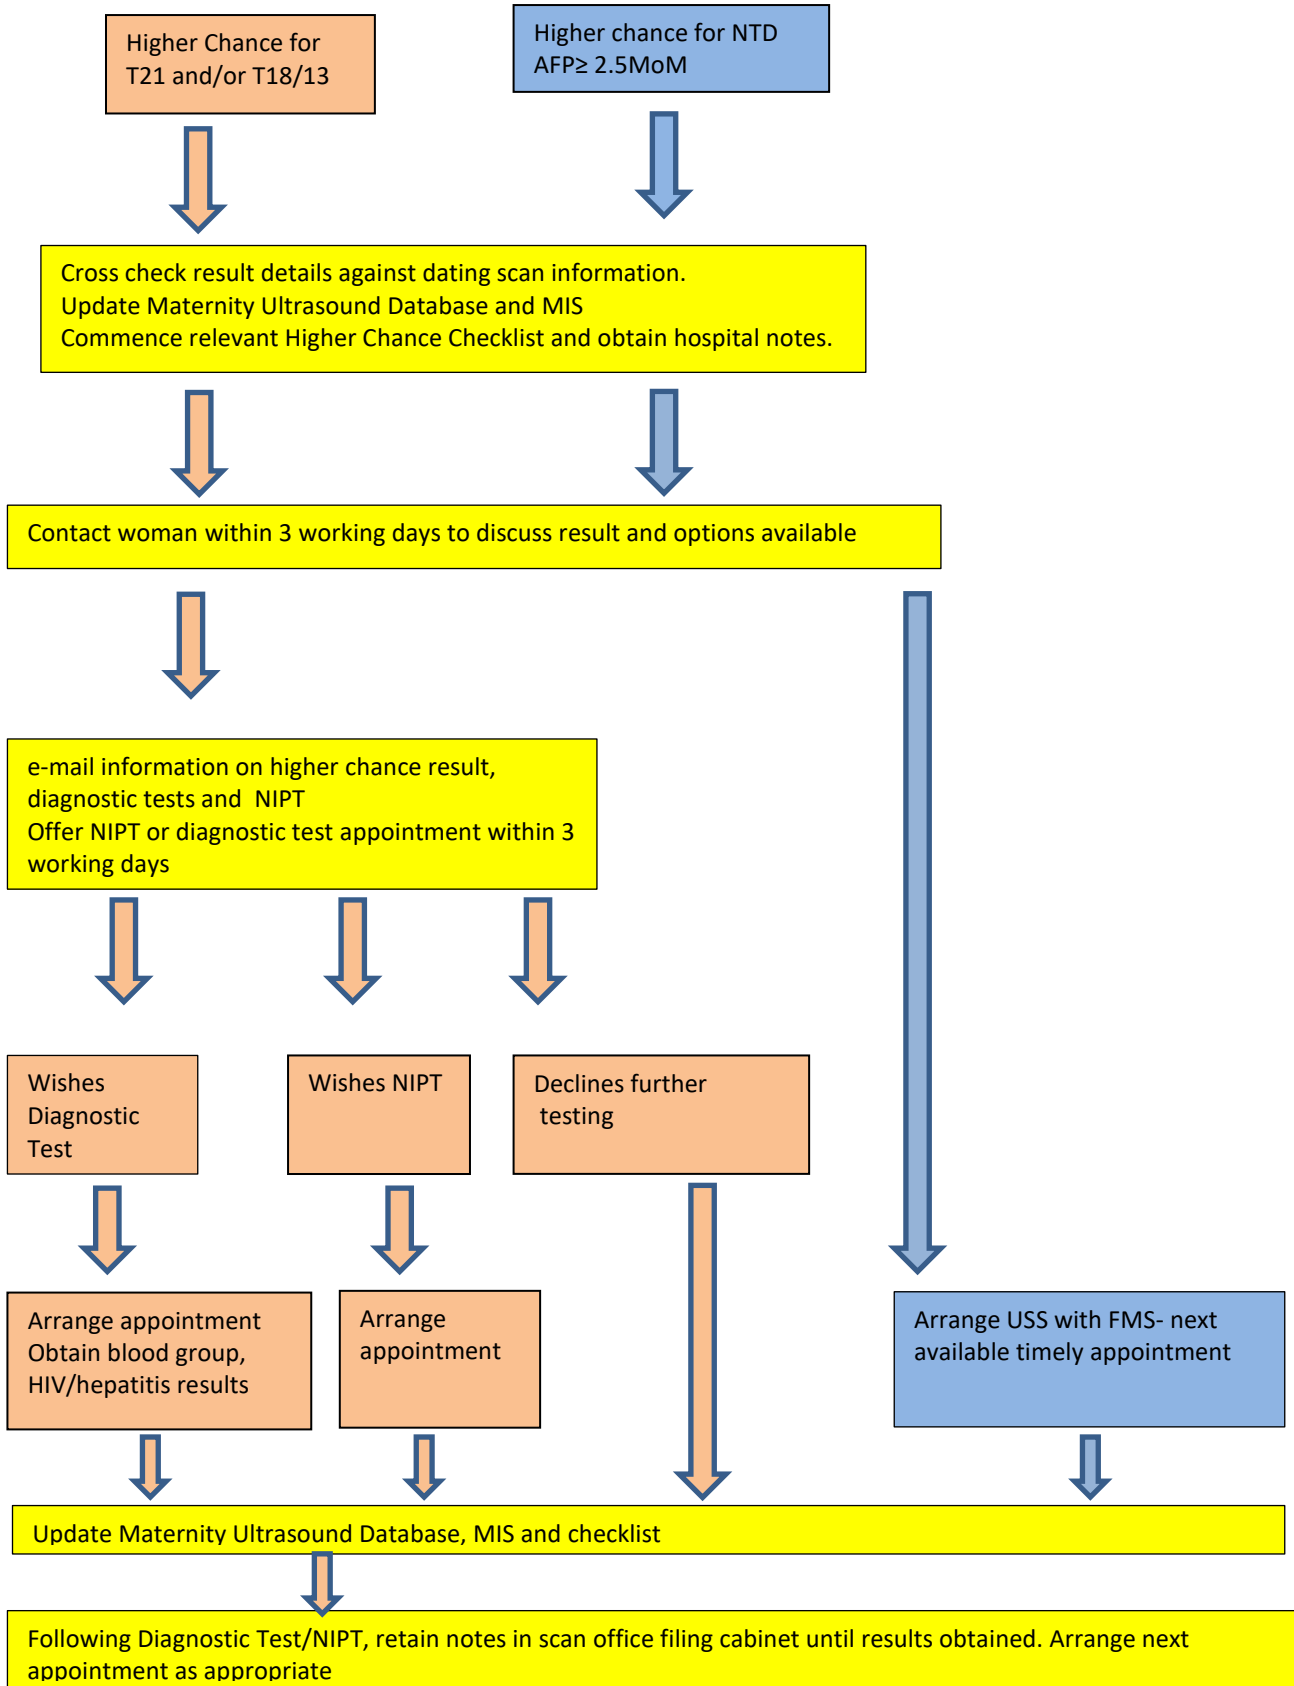 Higher Chance for
T21 and/or T18/13
Higher chance for NTD
AFP≥ 2.5MoM
Cross check result details against dating scan information.
Update Maternity Ultrasound Database and MIS
Commence relevant Higher Chance Checklist and obtain hospital notes.
Contact woman within 3 working days to discuss result and options available
e-mail information on higher chance result,
diagnostic tests and NIPT
Offer NIPT or diagnostic test appointment within 3
working days
Wishes
Diagnostic
Test
Wishes NIPT
Declines further
testing
Arrange appointment
Obtain blood group,
HIV/hepatitis results
Arrange
appointment
Arrange USS with FMS- next
available timely appointment
Update Maternity Ultrasound Database, MIS and checklist
Following Diagnostic Test/NIPT, retain notes in scan office filing cabinet until results obtained. Arrange next
appointment as appropriate